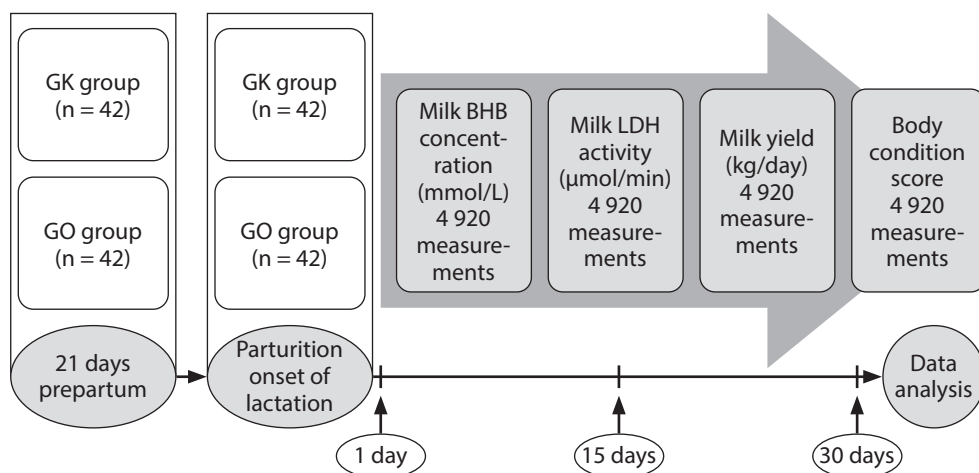 GK group
(n = 42)
GO group
(n = 42)
21 days
prepartum
GK group
(n = 42)
GO group
(n = 42)
Parturition
onset of
lactation
Milk BHB
concent-
ration
(mmol/L)
4 920
measure-
ments
Milk LDH
activity
(µmol/min)
4 920
measure-
ments
Milk yield
(kg/day)
4 920
measure-
ments
Body
condition
score
4 920
measure-
ments
Data
analysis
1 day
15 days
30 days